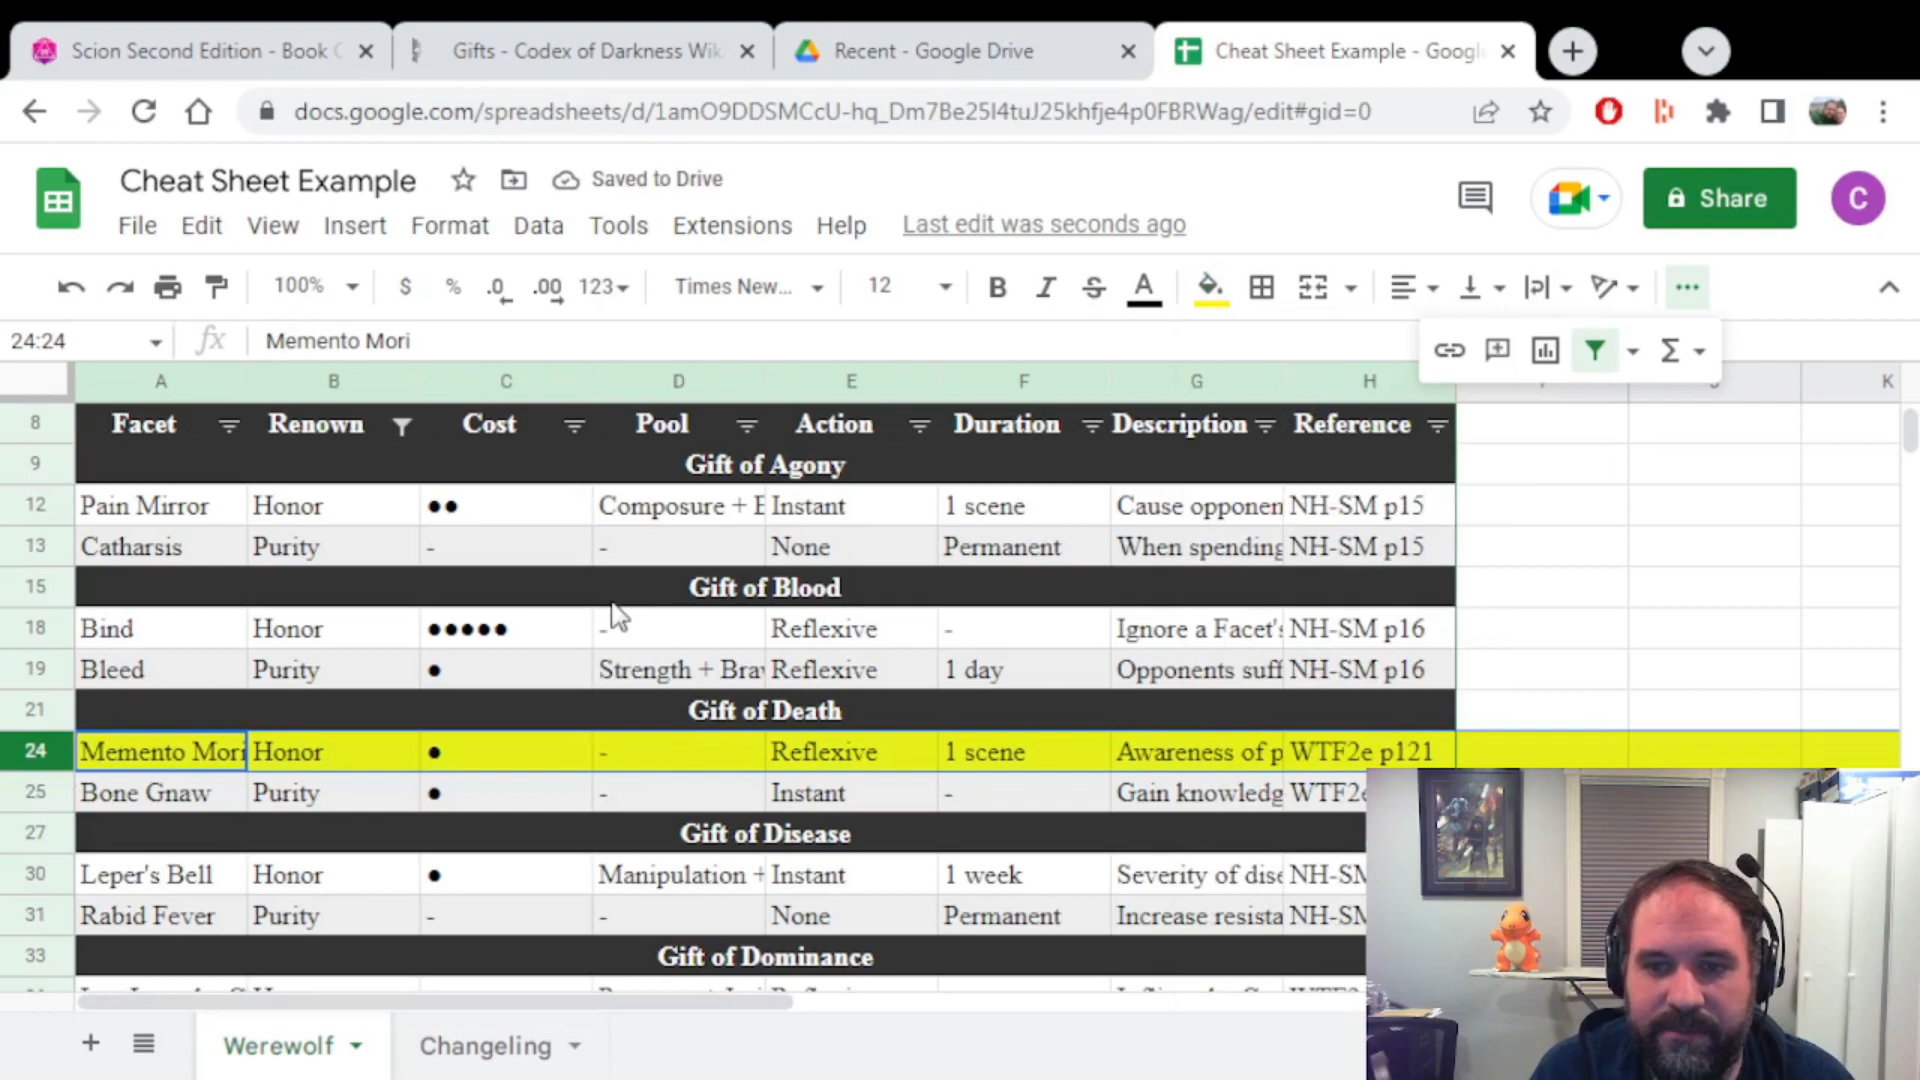 Scion Second Edition - Book
Gifts - Codex of Darkness Wik
Recent - Google Drive
Cheat Sheet Example - Googl
docs.google.com/spreadsheets/d/1amO9DDSMCcU-hq_Dm7Be25I4tuJ25khfje4p0FBRWag/edit#gid=0
Cheat Sheet Example
Saved to Drive
Share
C
File Edit View Insert Format Data Tools Extensions Help Last edit was seconds ago
100% $ % .0 .00 123 Times New... 12 B I S A
24:24 fx Memento Mori
A B C D E F G H K
8 Facet Renown Cost Pool Action Duration Description Reference
9 Gift of Agony
12 Pain Mirror Honor ●● Composure + E Instant 1 scene Cause opponen NH-SM p15
13 Catharsis Purity - - None Permanent When spending NH-SM p15
15 Gift of Blood
18 Bind Honor ●●●●● - Reflexive - Ignore a Facet's NH-SM p16
19 Bleed Purity ● Strength + Brav Reflexive 1 day Opponents suff NH-SM p16
21 Gift of Death
24 Memento Mori Honor ● - Reflexive 1 scene Awareness of p WTF2e p121
25 Bone Gnaw Purity ● - Instant - Gain knowledg WTF2e
27 Gift of Disease
30 Leper's Bell Honor ● Manipulation + Instant 1 week Severity of dise NH-SM
31 Rabid Fever Purity - - None Permanent Increase resista NH-SM
33 Gift of Dominance
Werewolf Changeling